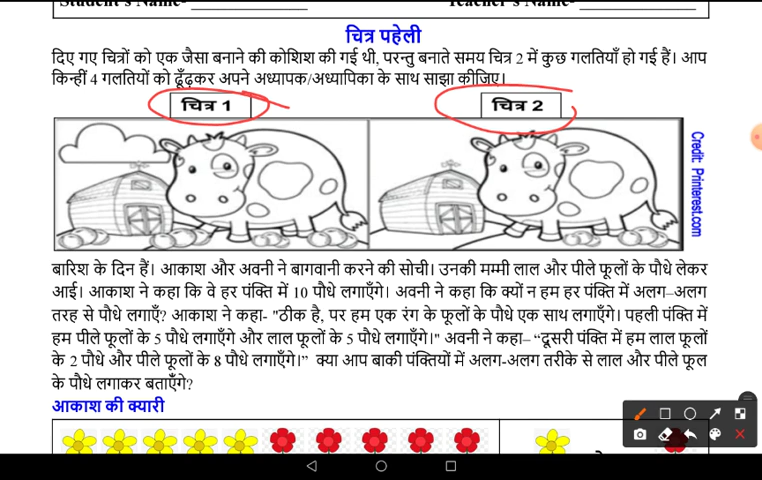 Student's Name- Teacher's Name-
चित्र पहेली
दिए गए चित्रों को एक जैसा बनाने की कोशिश की गई थी, परन्तु बनाते समय चित्र 2 में कुछ गलतियाँ हो गई हैं। आप
किन्हीं 4 गलतियों को ढूँढ़कर अपने अध्यापक/अध्यापिका के साथ साझा कीजिए।
चित्र 1 चित्र 2
Credit: Printerest.com
बारिश के दिन हैं। आकाश और अवनी ने बागवानी करने की सोची। उनकी मम्मी लाल और पीले फूलों के पौधे लेकर
आई। आकाश ने कहा कि वे हर पंक्ति में 10 पौधे लगाएँगे। अवनी ने कहा कि क्यों न हम हर पंक्ति में अलग–अलग
तरह से पौधे लगाएँ? आकाश ने कहा- "ठीक है, पर हम एक रंग के फूलों के पौधे एक साथ लगाएँगे। पहली पंक्ति में
हम पीले फूलों के 5 पौधे लगाएँगे और लाल फूलों के 5 पौधे लगाएँगे।" अवनी ने कहा– “दूसरी पंक्ति में हम लाल फूलों
के 2 पौधे और पीले फूलों के 8 पौधे लगाएँगे।” क्या आप बाकी पंक्तियों में अलग-अलग तरीके से लाल और पीले फूल
के पौधे लगाकर बताएँगे?
आकाश की क्यारी